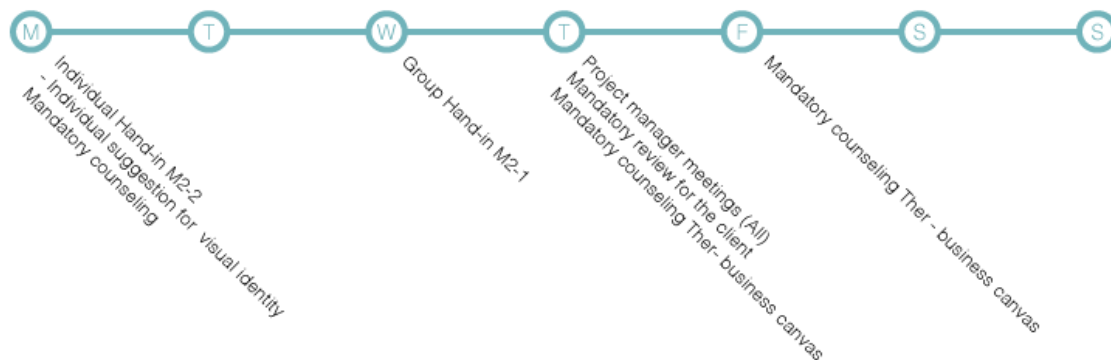 M
T
W
T
F
S
S
Individual Hand-in M2-2
- Individual suggestion for visual identity
Mandatory counseling
Group Hand-in M2-1
Project manager meetings (All)
Mandatory review for the client
Mandatory counseling Ther- business canvas
Mandatory counseling Ther - business canvas